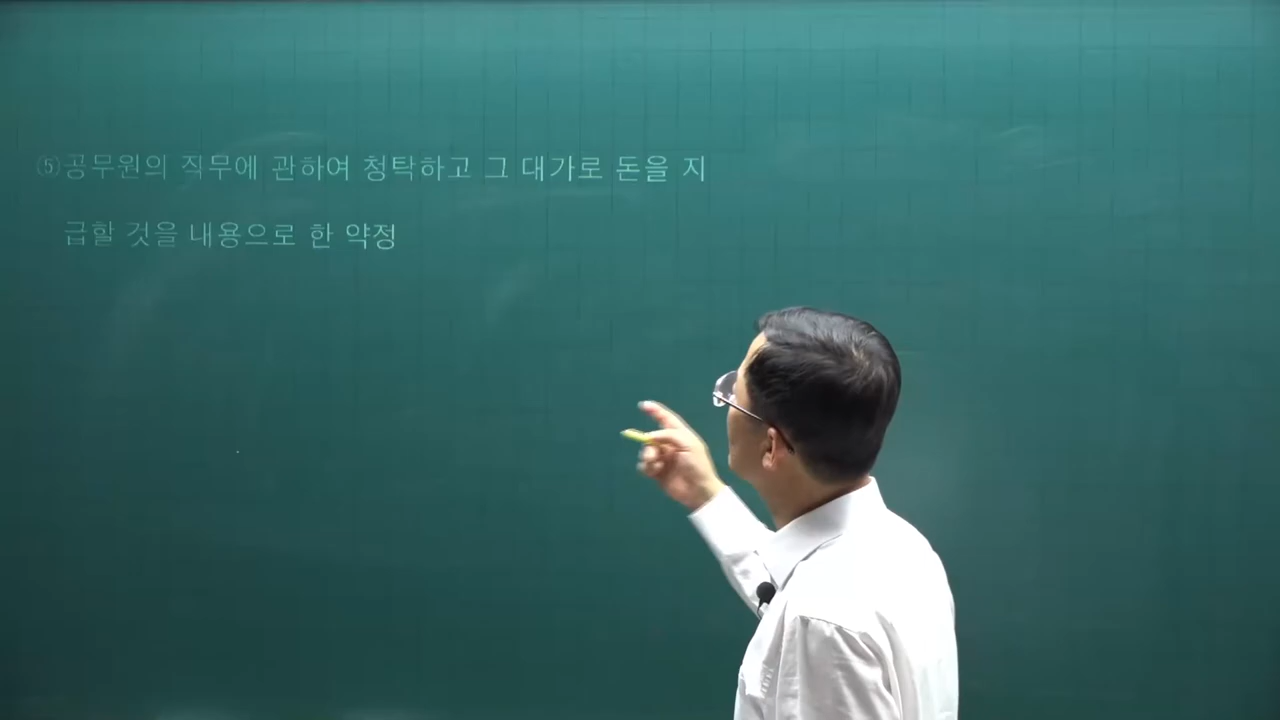 ⑸공무원의 직무에 관하여 청탁하고 그 대가로 돈을 지
급할 것을 내용으로 한 약정